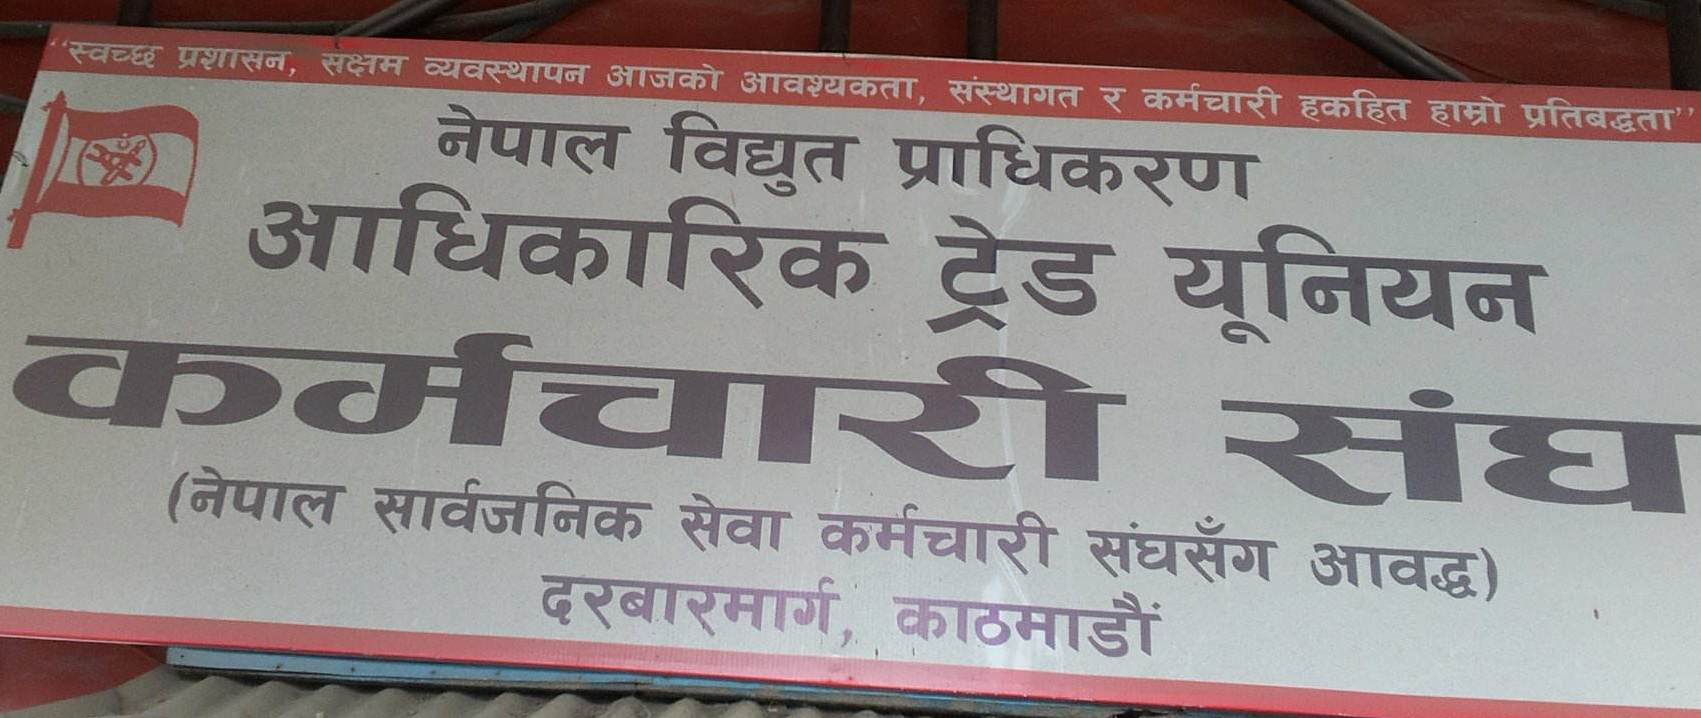 “स्वच्छ प्रशासन, सक्षम व्यवस्थापन आजको आवश्यकता, संस्थागत र कर्मचारी हकहित हाम्रो प्रतिबद्धता”
नेपाल विद्युत प्राधिकरण
आधिकारिक ट्रेड यूनियन
कर्मचारी संघ
(नेपाल सार्वजनिक सेवा कर्मचारी संघसँग आवद्ध)
दरबारमार्ग, काठमाडौं